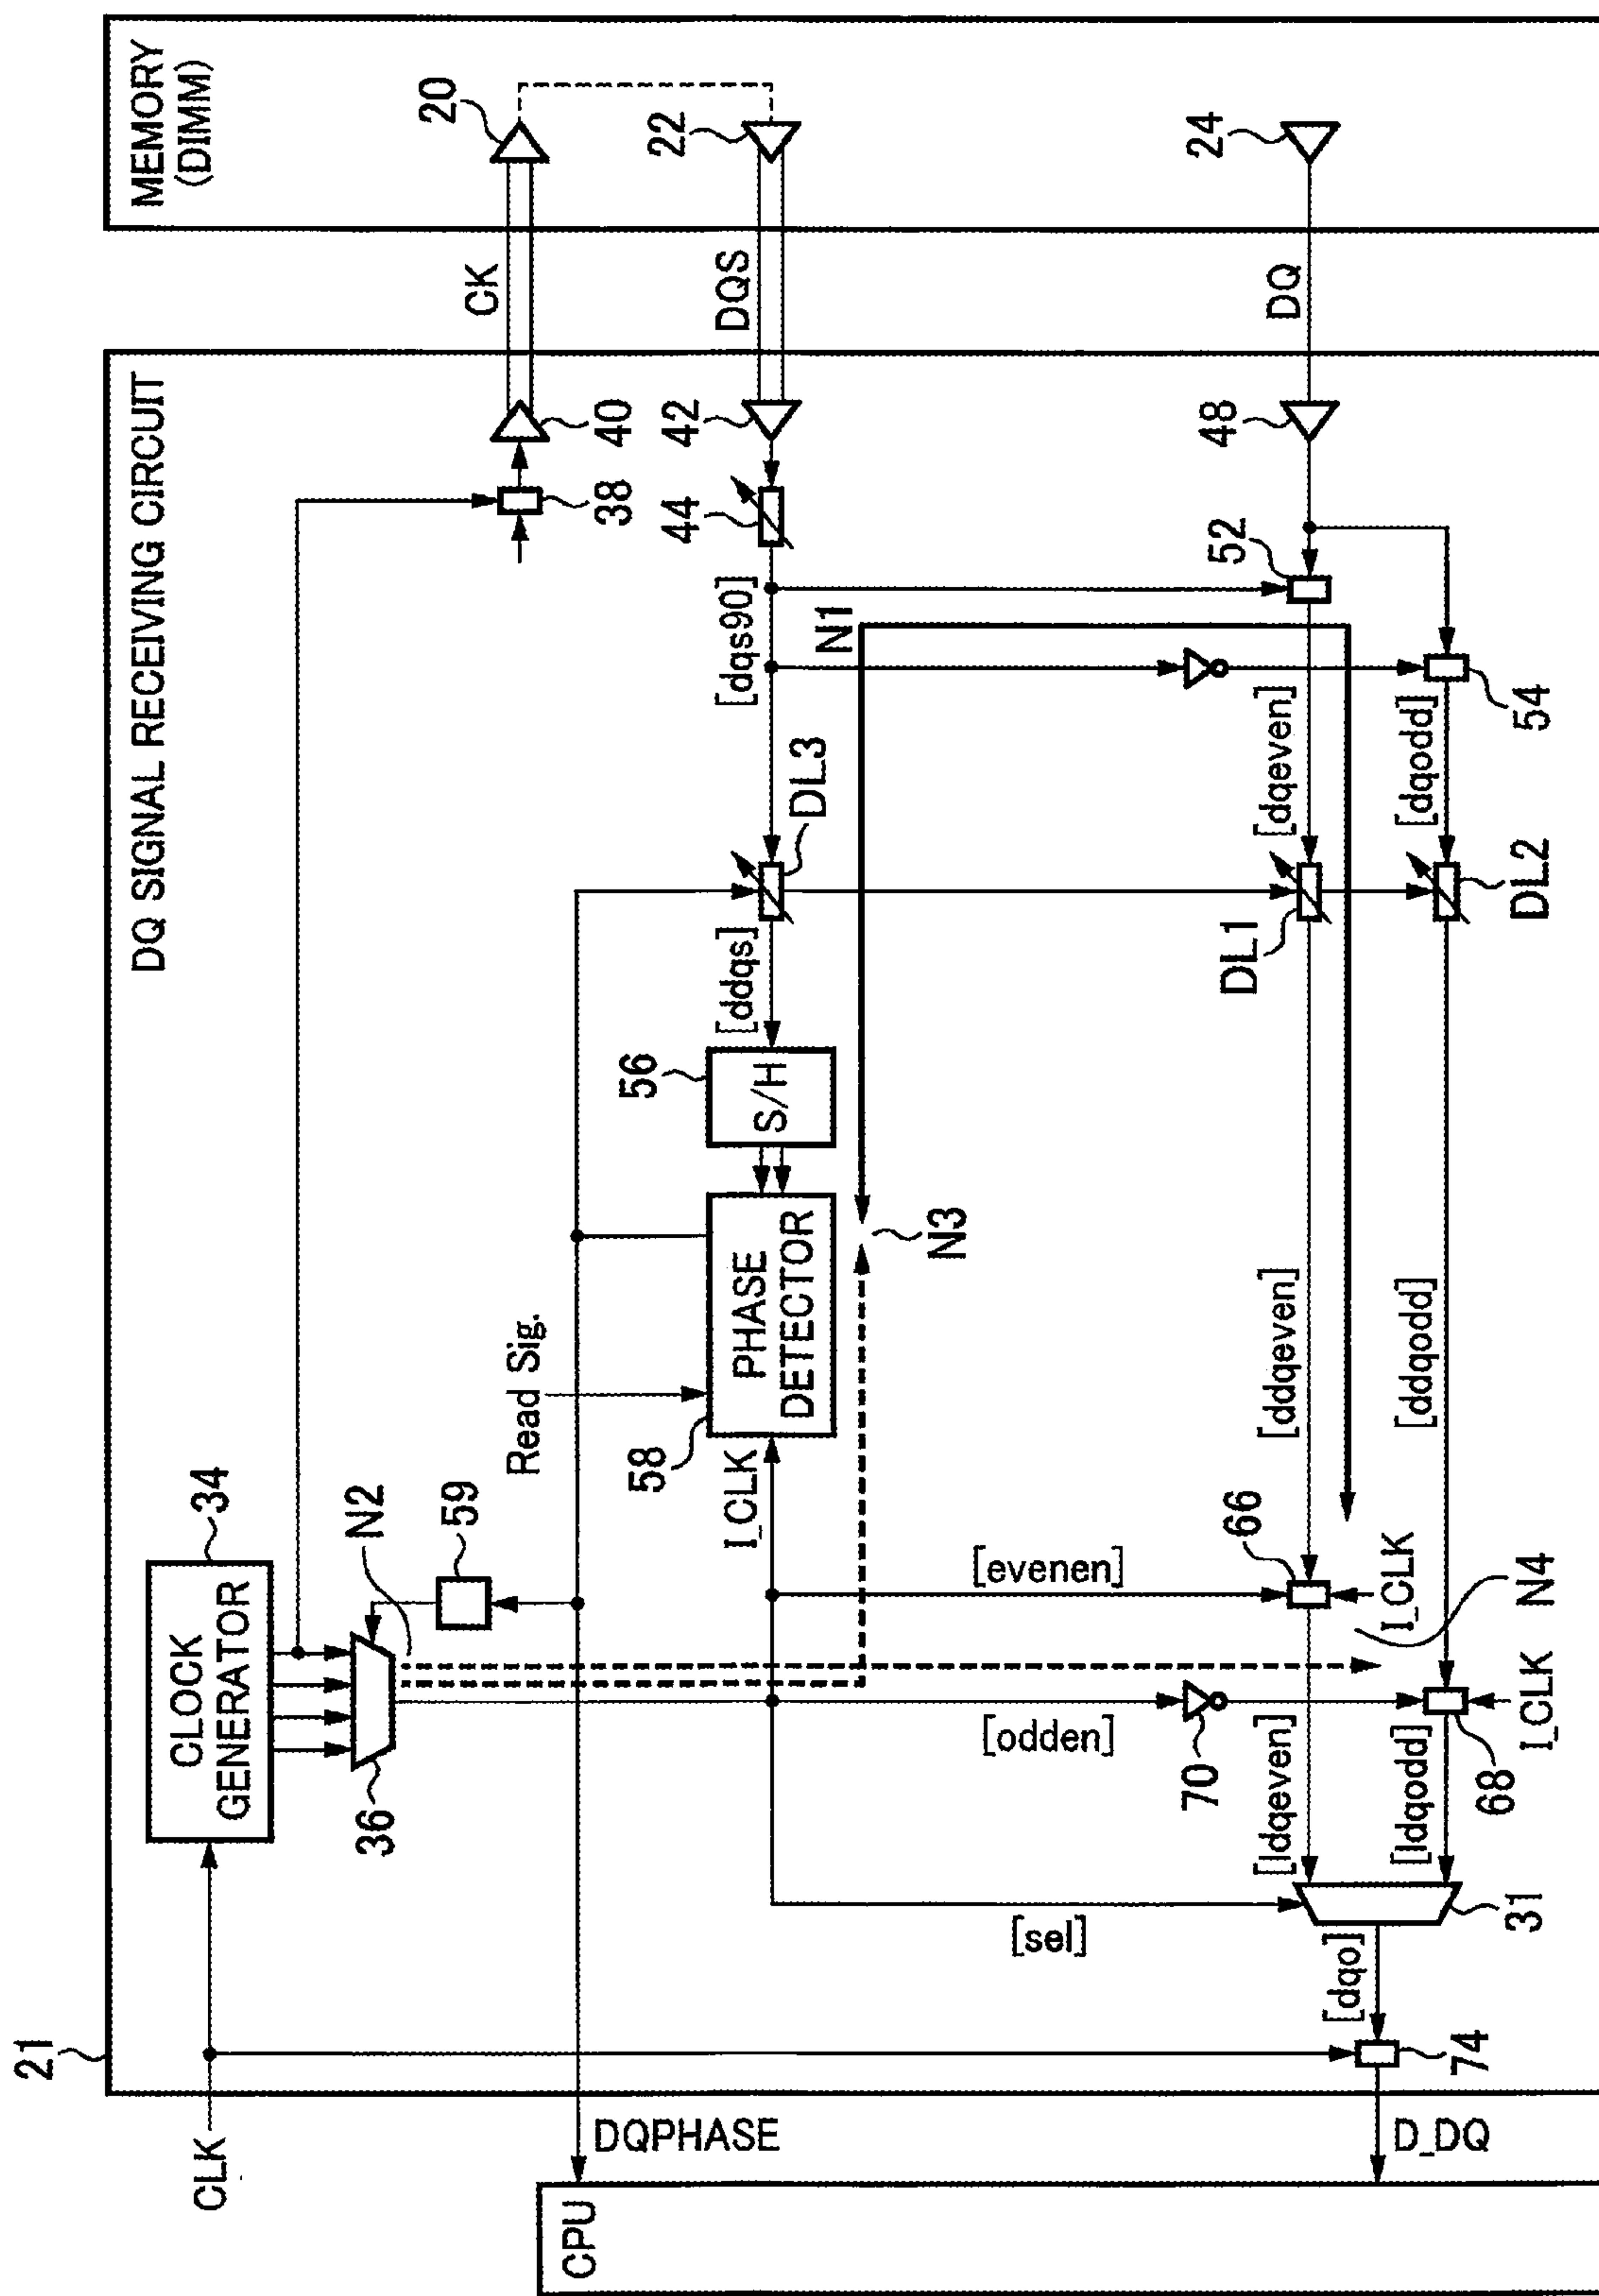 MEMORY
(DIMM)
20
22
24
CK
DQS
DQ
DQ SIGNAL RECEIVING CIRCUIT
21
40
38
42
44
48
52
54
[dqs90]
N1
[dqeven]
[dqodd]
DL3
DL1
DL2
[ddqs]
56
S/H
PHASE
DETECTOR
58
N3
Read Sig.
I_CLK
[ddqeven]
[ddqodd]
CLOCK
GENERATOR
34
36
N2
59
[evenen]
66
I_CLK
N4
[odden]
70
68
I_CLK
[ldqeven]
[ldqodd]
[sel]
31
[dqo]
74
CLK
DQPHASE
D_DQ
CPU